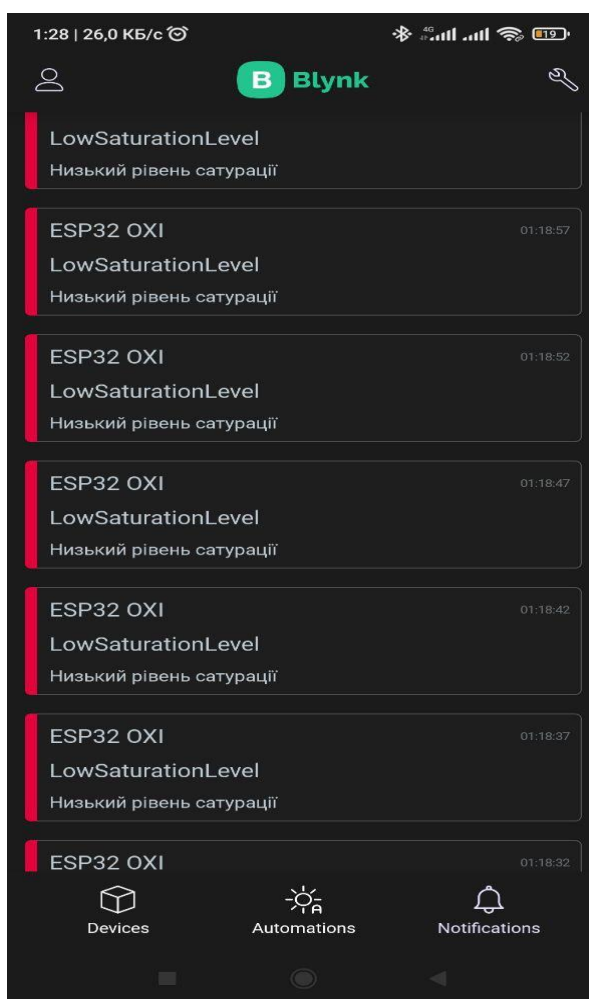 1:28 | 26,0 КБ/с 4G 19
B Blynk
LowSaturationLevel
Низький рівень сатурації
ESP32 OXI 01:18:57
LowSaturationLevel
Низький рівень сатурації
ESP32 OXI 01:18:52
LowSaturationLevel
Низький рівень сатурації
ESP32 OXI 01:18:47
LowSaturationLevel
Низький рівень сатурації
ESP32 OXI 01:18:42
LowSaturationLevel
Низький рівень сатурації
ESP32 OXI 01:18:37
LowSaturationLevel
Низький рівень сатурації
ESP32 OXI 01:18:32
Devices Automations Notifications